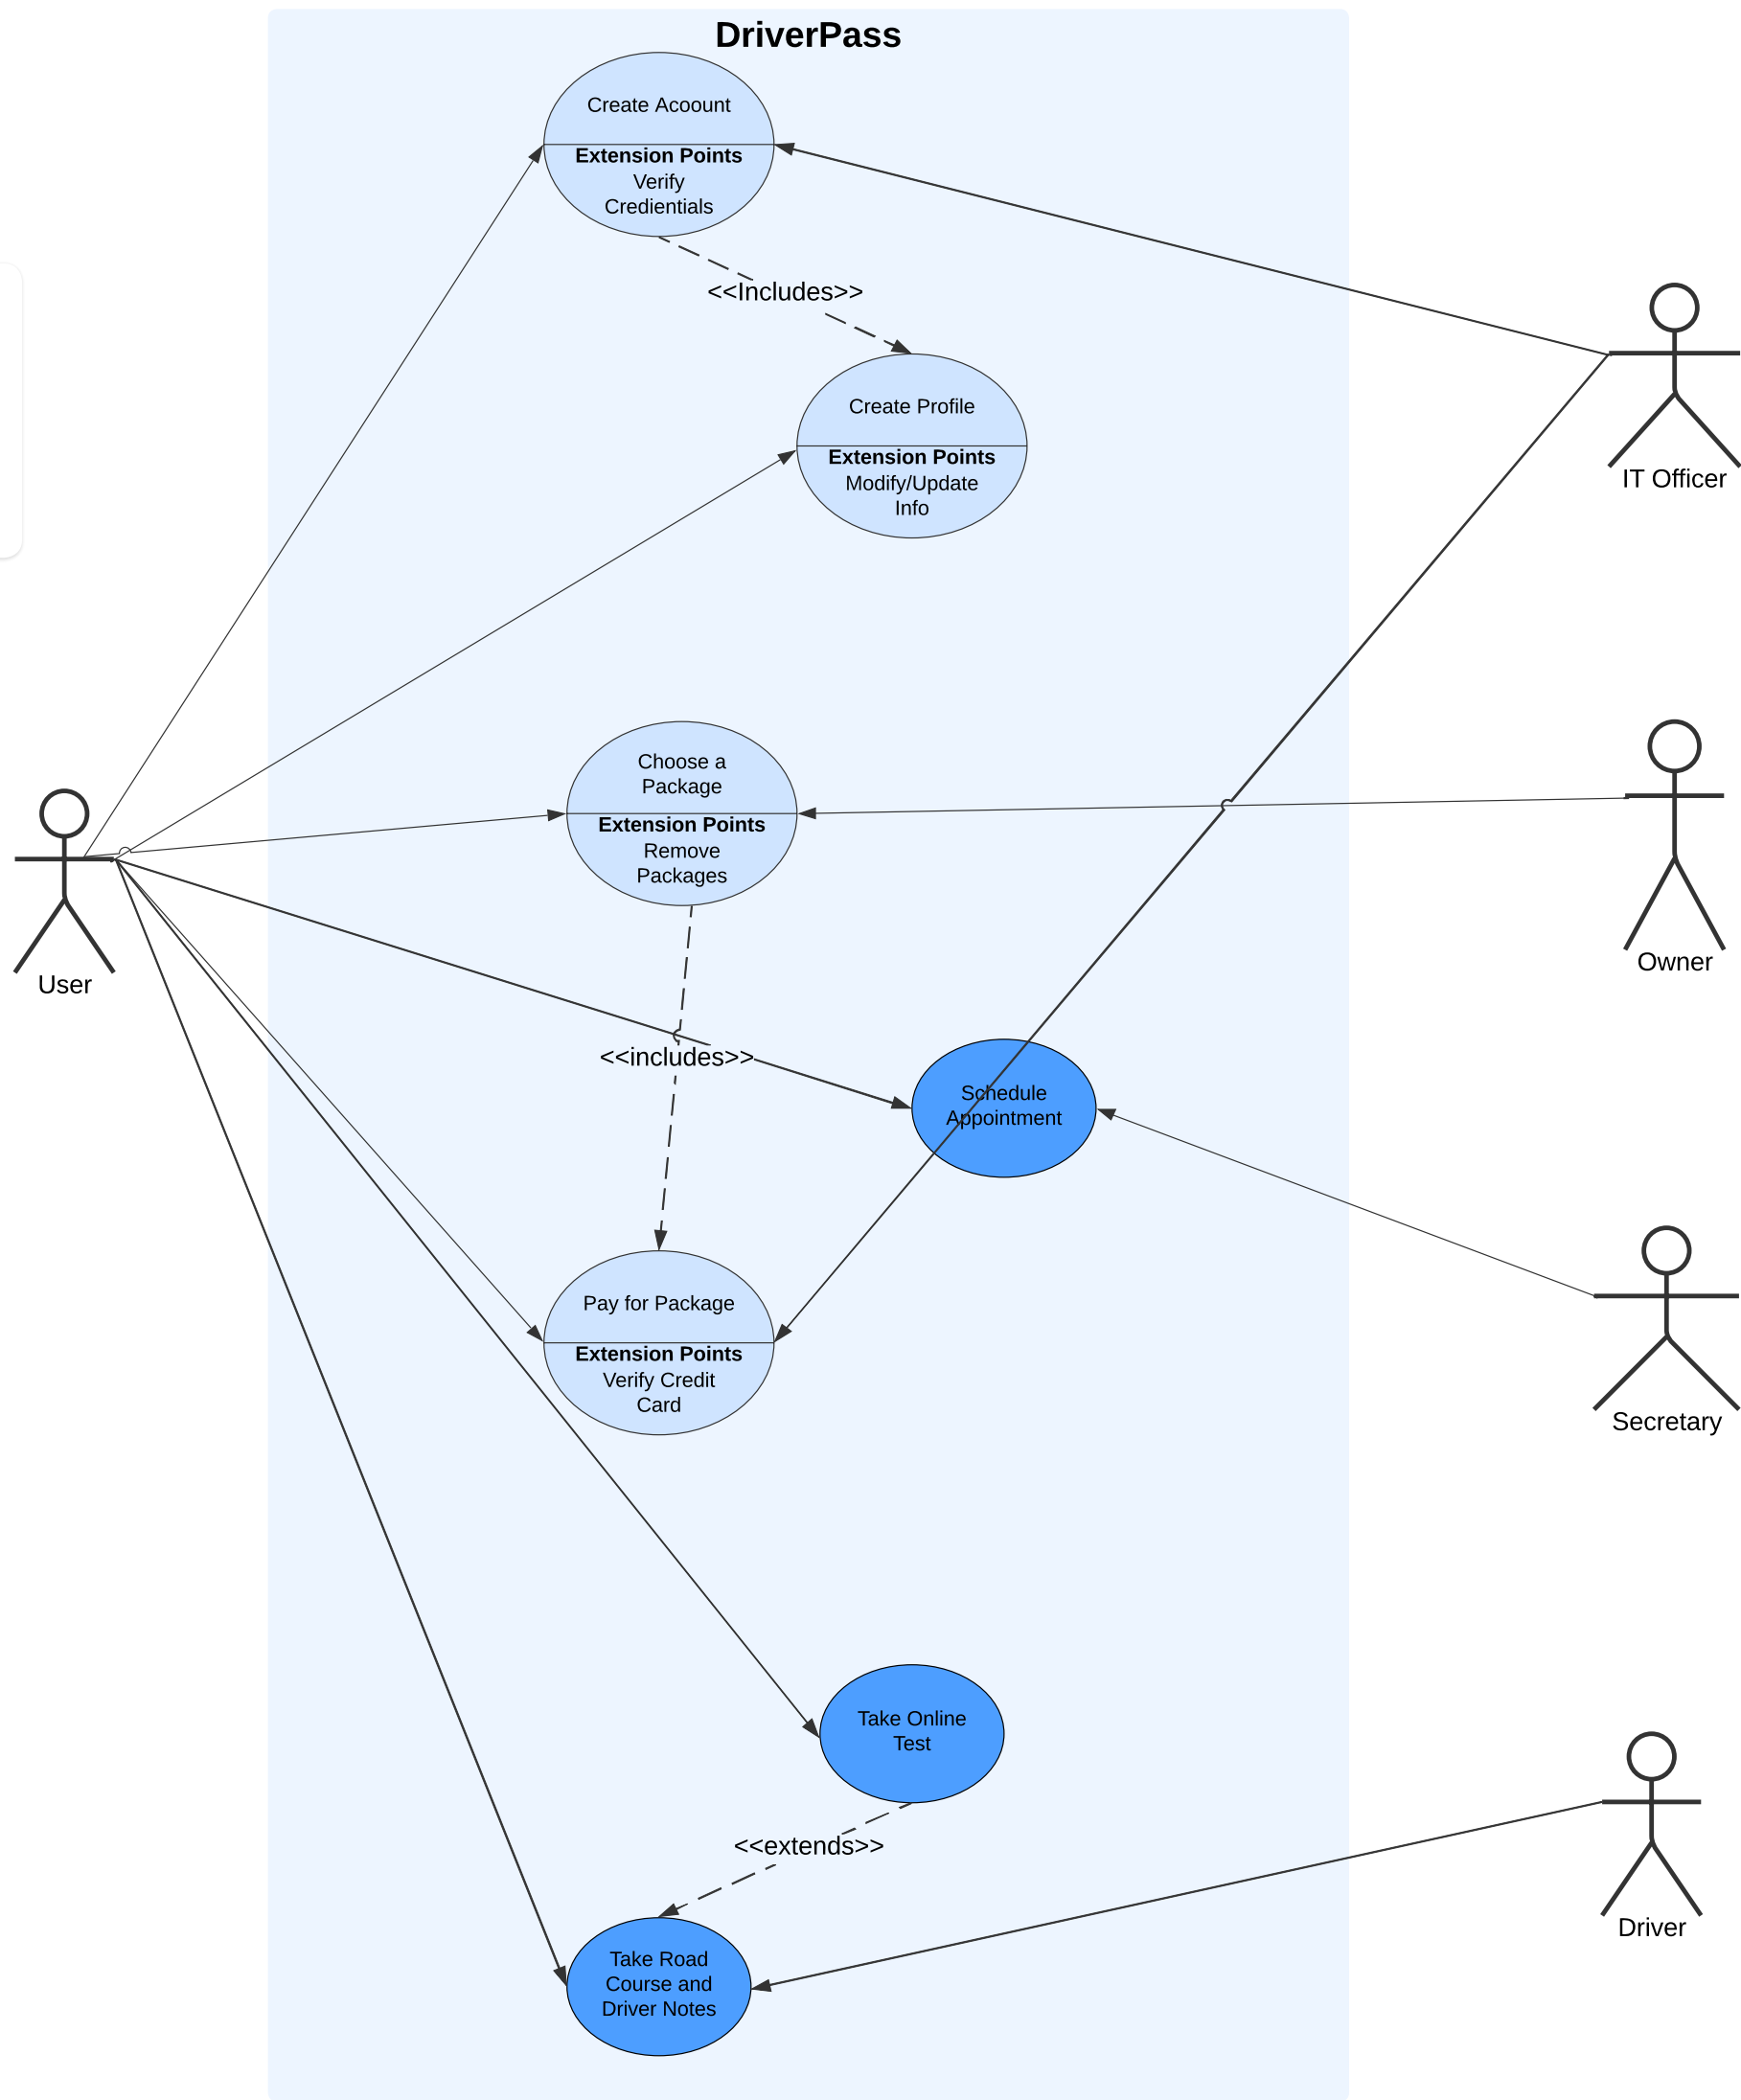 DriverPass
Create Acoount
Extension Points
Verify
Credientials
<<Includes>>
Create Profile
Extension Points
Modify/Update
Info
IT Officer
Choose a
Package
Extension Points
Remove
Packages
User
Owner
<<includes>>
Schedule
Appointment
Pay for Package
Extension Points
Verify Credit
Card
Secretary
Take Online
Test
<<extends>>
Driver
Take Road
Course and
Driver Notes